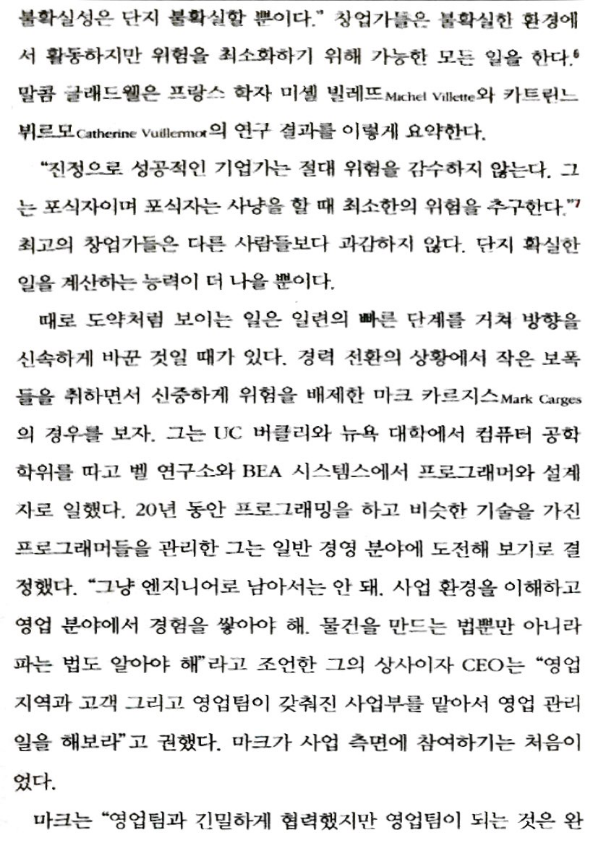 불확실성은 단지 불확실할 뿐이다.” 창업가들은 불확실한 환경에
서 활동하지만 위험을 최소화하기 위해 가능한 모든 일을 한다.⁶
말콤 글래드웰은 프랑스 학자 미셸 빌레뜨Michel Villette와 카트린느
뷔르모Catherine Vuillermot의 연구 결과를 이렇게 요약한다.
“진정으로 성공적인 기업가는 절대 위험을 감수하지 않는다. 그
는 포식자이며 포식자는 사냥을 할 때 최소한의 위험을 추구한다.”⁷
최고의 창업가들은 다른 사람들보다 과감하지 않다. 단지 확실한
일을 계산하는 능력이 더 나을 뿐이다.
때로 도약처럼 보이는 일은 일련의 빠른 단계를 거쳐 방향을
신속하게 바꾼 것일 때가 있다. 경력 전환의 상황에서 작은 보폭
들을 취하면서 신중하게 위험을 배제한 마크 카르지스Mark Carges
의 경우를 보자. 그는 UC 버클리와 뉴욕 대학에서 컴퓨터 공학
학위를 따고 벨 연구소와 BEA 시스템스에서 프로그래머와 설계
자로 일했다. 20년 동안 프로그래밍을 하고 비슷한 기술을 가진
프로그래머들을 관리한 그는 일반 경영 분야에 도전해 보기로 결
정했다. “그냥 엔지니어로 남아서는 안 돼. 사업 환경을 이해하고
영업 분야에서 경험을 쌓아야 해. 물건을 만드는 법뿐만 아니라
파는 법도 알아야 해”라고 조언한 그의 상사이자 CEO는 “영업
지역과 고객 그리고 영업팀이 갖춰진 사업부를 맡아서 영업 관리
일을 해보라”고 권했다. 마크가 사업 측면에 참여하기는 처음이
었다.
마크는 “영업팀과 긴밀하게 협력했지만 영업팀이 되는 것은 완